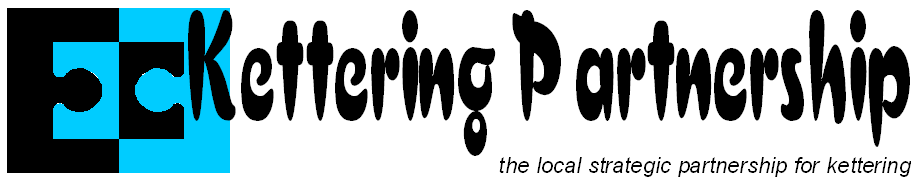 Kettering Partnership
the local strategic partnership for kettering